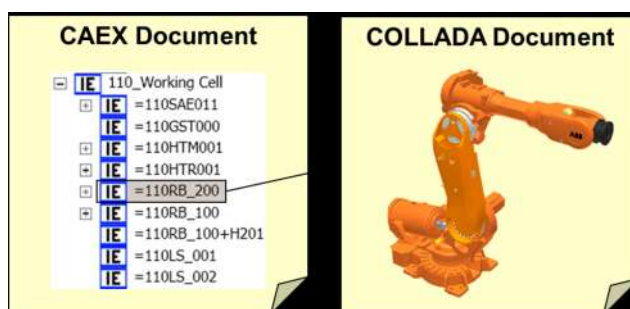 CAEX Document
IE 110_Working Cell
IE =110SAE011
IE =110GST000
IE =110HTM001
IE =110HTR001
IE =110RB_200
IE =110RB_100
IE =110RB_100+H201
IE =110LS_001
IE =110LS_002
COLLADA Document
ABB